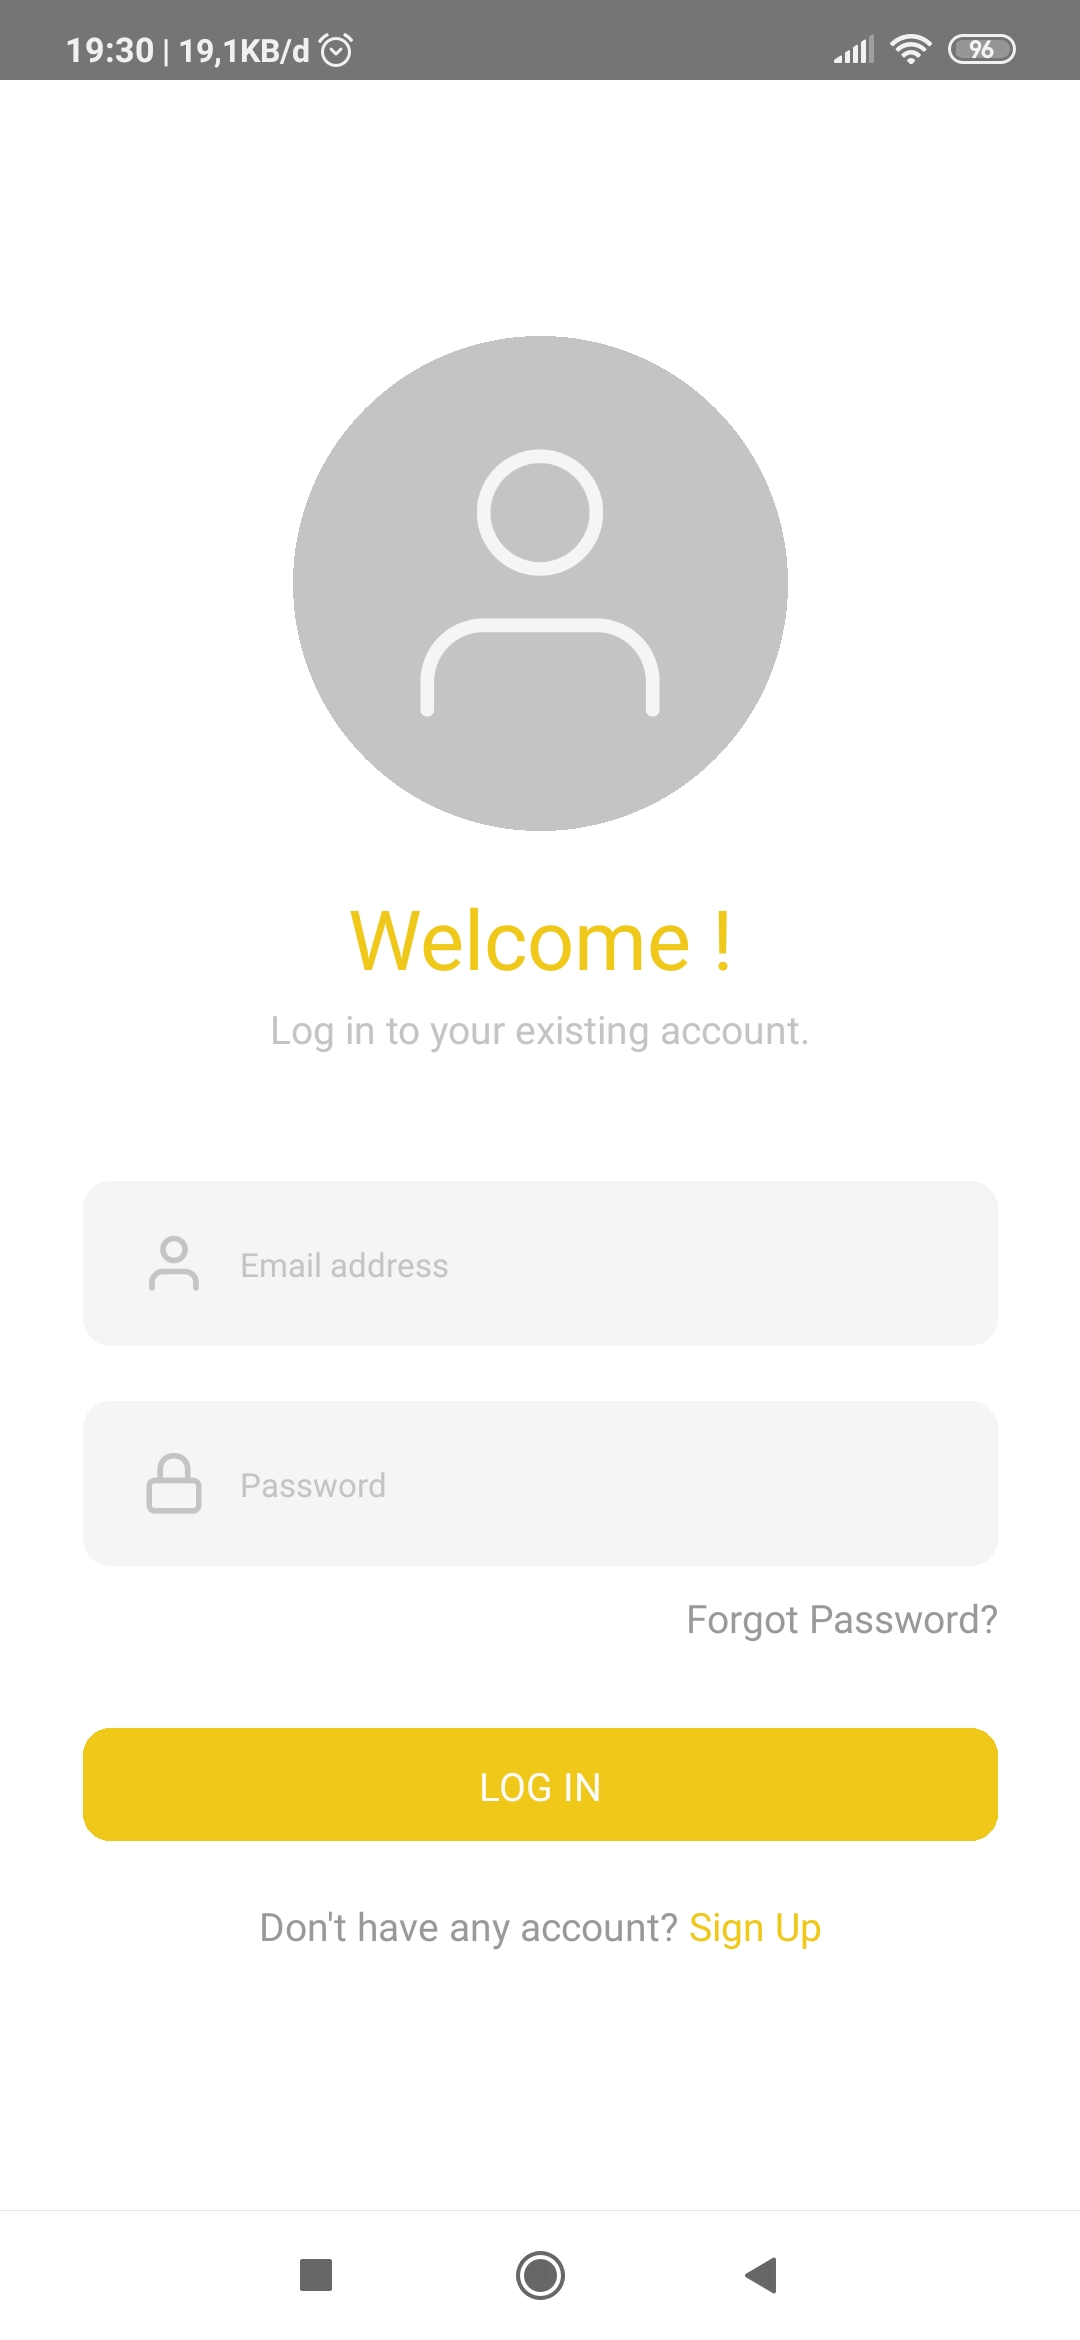 19:30 | 19,1KB/d
96
Welcome !
Log in to your existing account.
Email address
Password
Forgot Password?
LOG IN
Don't have any account? Sign Up